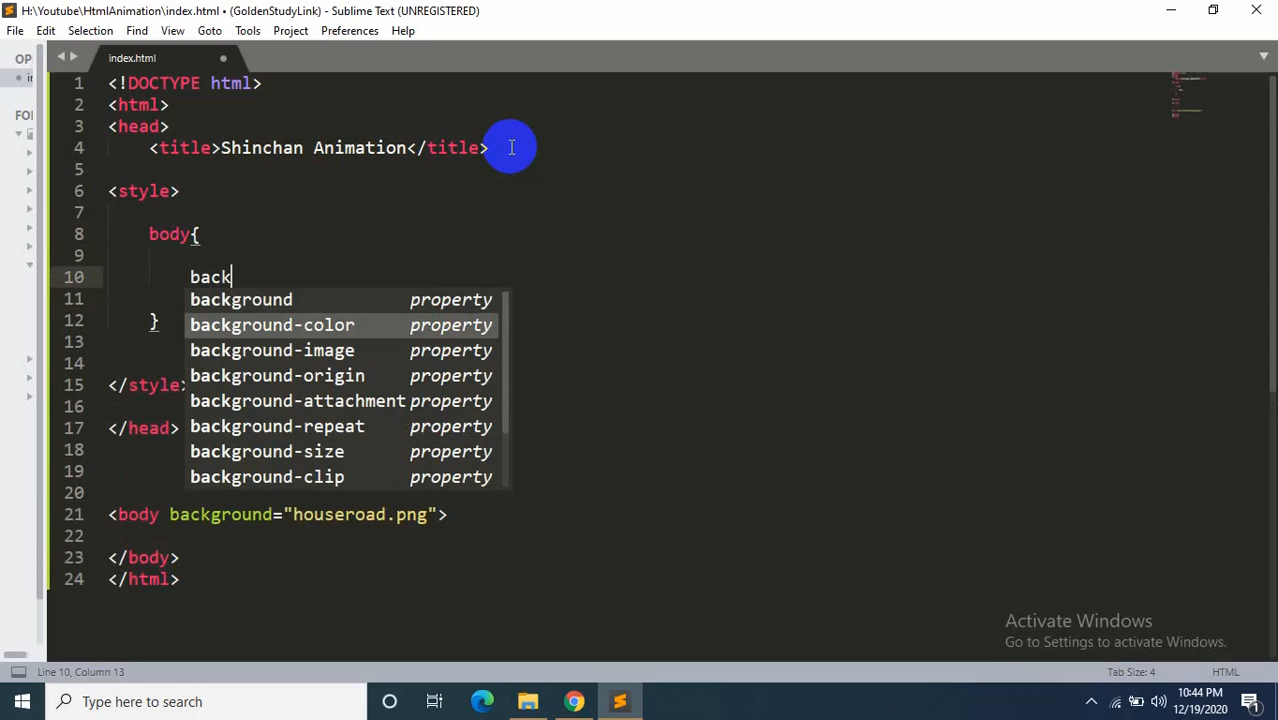 H:\Youtube\HtmlAnimation\index.html • (GoldenStudyLink) - Sublime Text (UNREGISTERED)
File Edit Selection Find View Goto Tools Project Preferences Help
OP
index.html
in
FO
1 <!DOCTYPE html>
2 <html>
3 <head>
4 <title>Shinchan Animation</title>
5
6 <style>
7
8 body{
9
10 back
11 background property
12 }
background-color property
13
14 background-image property
15 </style>
background-origin property
16 background-attachment property
17 </head>
background-repeat property
18 background-size property
19 background-clip property
20
21 <body background="houseroad.png">
22
23 </body>
24 </html>
Activate Windows
Go to Settings to activate Windows.
Line 10, Column 13 Tab Size: 4 HTML
Type here to search
10:44 PM
12/19/2020
1